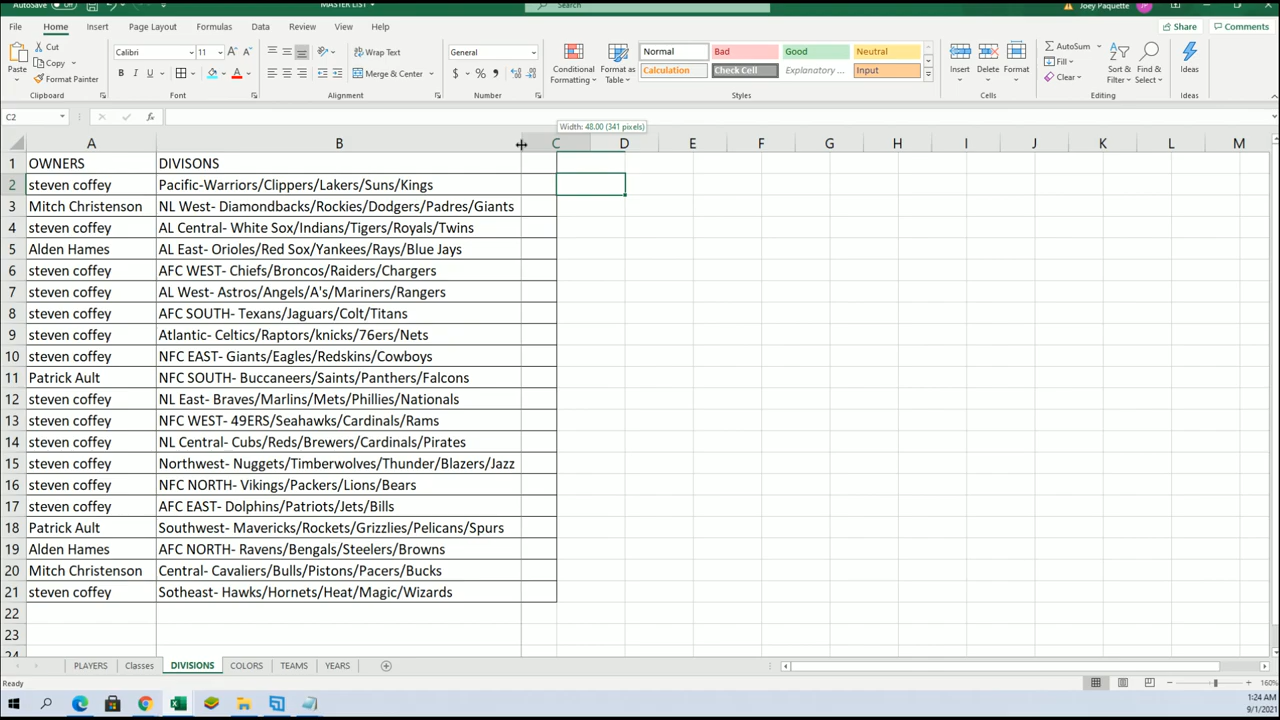 AutoSave Off MASTER LIST Search Joey Paquette
File Home Insert Page Layout Formulas Data Review View Help Share Comments
Paste Cut Copy Format Painter Clipboard
Calibri 11 B I U A Font
Wrap Text Merge & Center Alignment
General $ % Number
Conditional Formatting Format as Table
Normal Bad Good Neutral
Calculation Check Cell Explanatory ... Input
Styles
Insert Delete Format Cells
AutoSum Fill Clear Sort & Filter Find & Select Editing
Ideas Ideas
C2 fx
Width: 48.00 (341 pixels)
A B C D E F G H I J K L M
1 OWNERS DIVISONS
2 steven coffey Pacific-Warriors/Clippers/Lakers/Suns/Kings
3 Mitch Christenson NL West- Diamondbacks/Rockies/Dodgers/Padres/Giants
4 steven coffey AL Central- White Sox/Indians/Tigers/Royals/Twins
5 Alden Hames AL East- Orioles/Red Sox/Yankees/Rays/Blue Jays
6 steven coffey AFC WEST- Chiefs/Broncos/Raiders/Chargers
7 steven coffey AL West- Astros/Angels/A's/Mariners/Rangers
8 steven coffey AFC SOUTH- Texans/Jaguars/Colt/Titans
9 steven coffey Atlantic- Celtics/Raptors/knicks/76ers/Nets
10 steven coffey NFC EAST- Giants/Eagles/Redskins/Cowboys
11 Patrick Ault NFC SOUTH- Buccaneers/Saints/Panthers/Falcons
12 steven coffey NL East- Braves/Marlins/Mets/Phillies/Nationals
13 steven coffey NFC WEST- 49ERS/Seahawks/Cardinals/Rams
14 steven coffey NL Central- Cubs/Reds/Brewers/Cardinals/Pirates
15 steven coffey Northwest- Nuggets/Timberwolves/Thunder/Blazers/Jazz
16 steven coffey NFC NORTH- Vikings/Packers/Lions/Bears
17 steven coffey AFC EAST- Dolphins/Patriots/Jets/Bills
18 Patrick Ault Southwest- Mavericks/Rockets/Grizzlies/Pelicans/Spurs
19 Alden Hames AFC NORTH- Ravens/Bengals/Steelers/Browns
20 Mitch Christenson Central- Cavaliers/Bulls/Pistons/Pacers/Bucks
21 steven coffey Sotheast- Hawks/Hornets/Heat/Magic/Wizards
22
23
24
PLAYERS Classes DIVISIONS COLORS TEAMS YEARS
Ready 160%
1:24 AM
9/1/2021